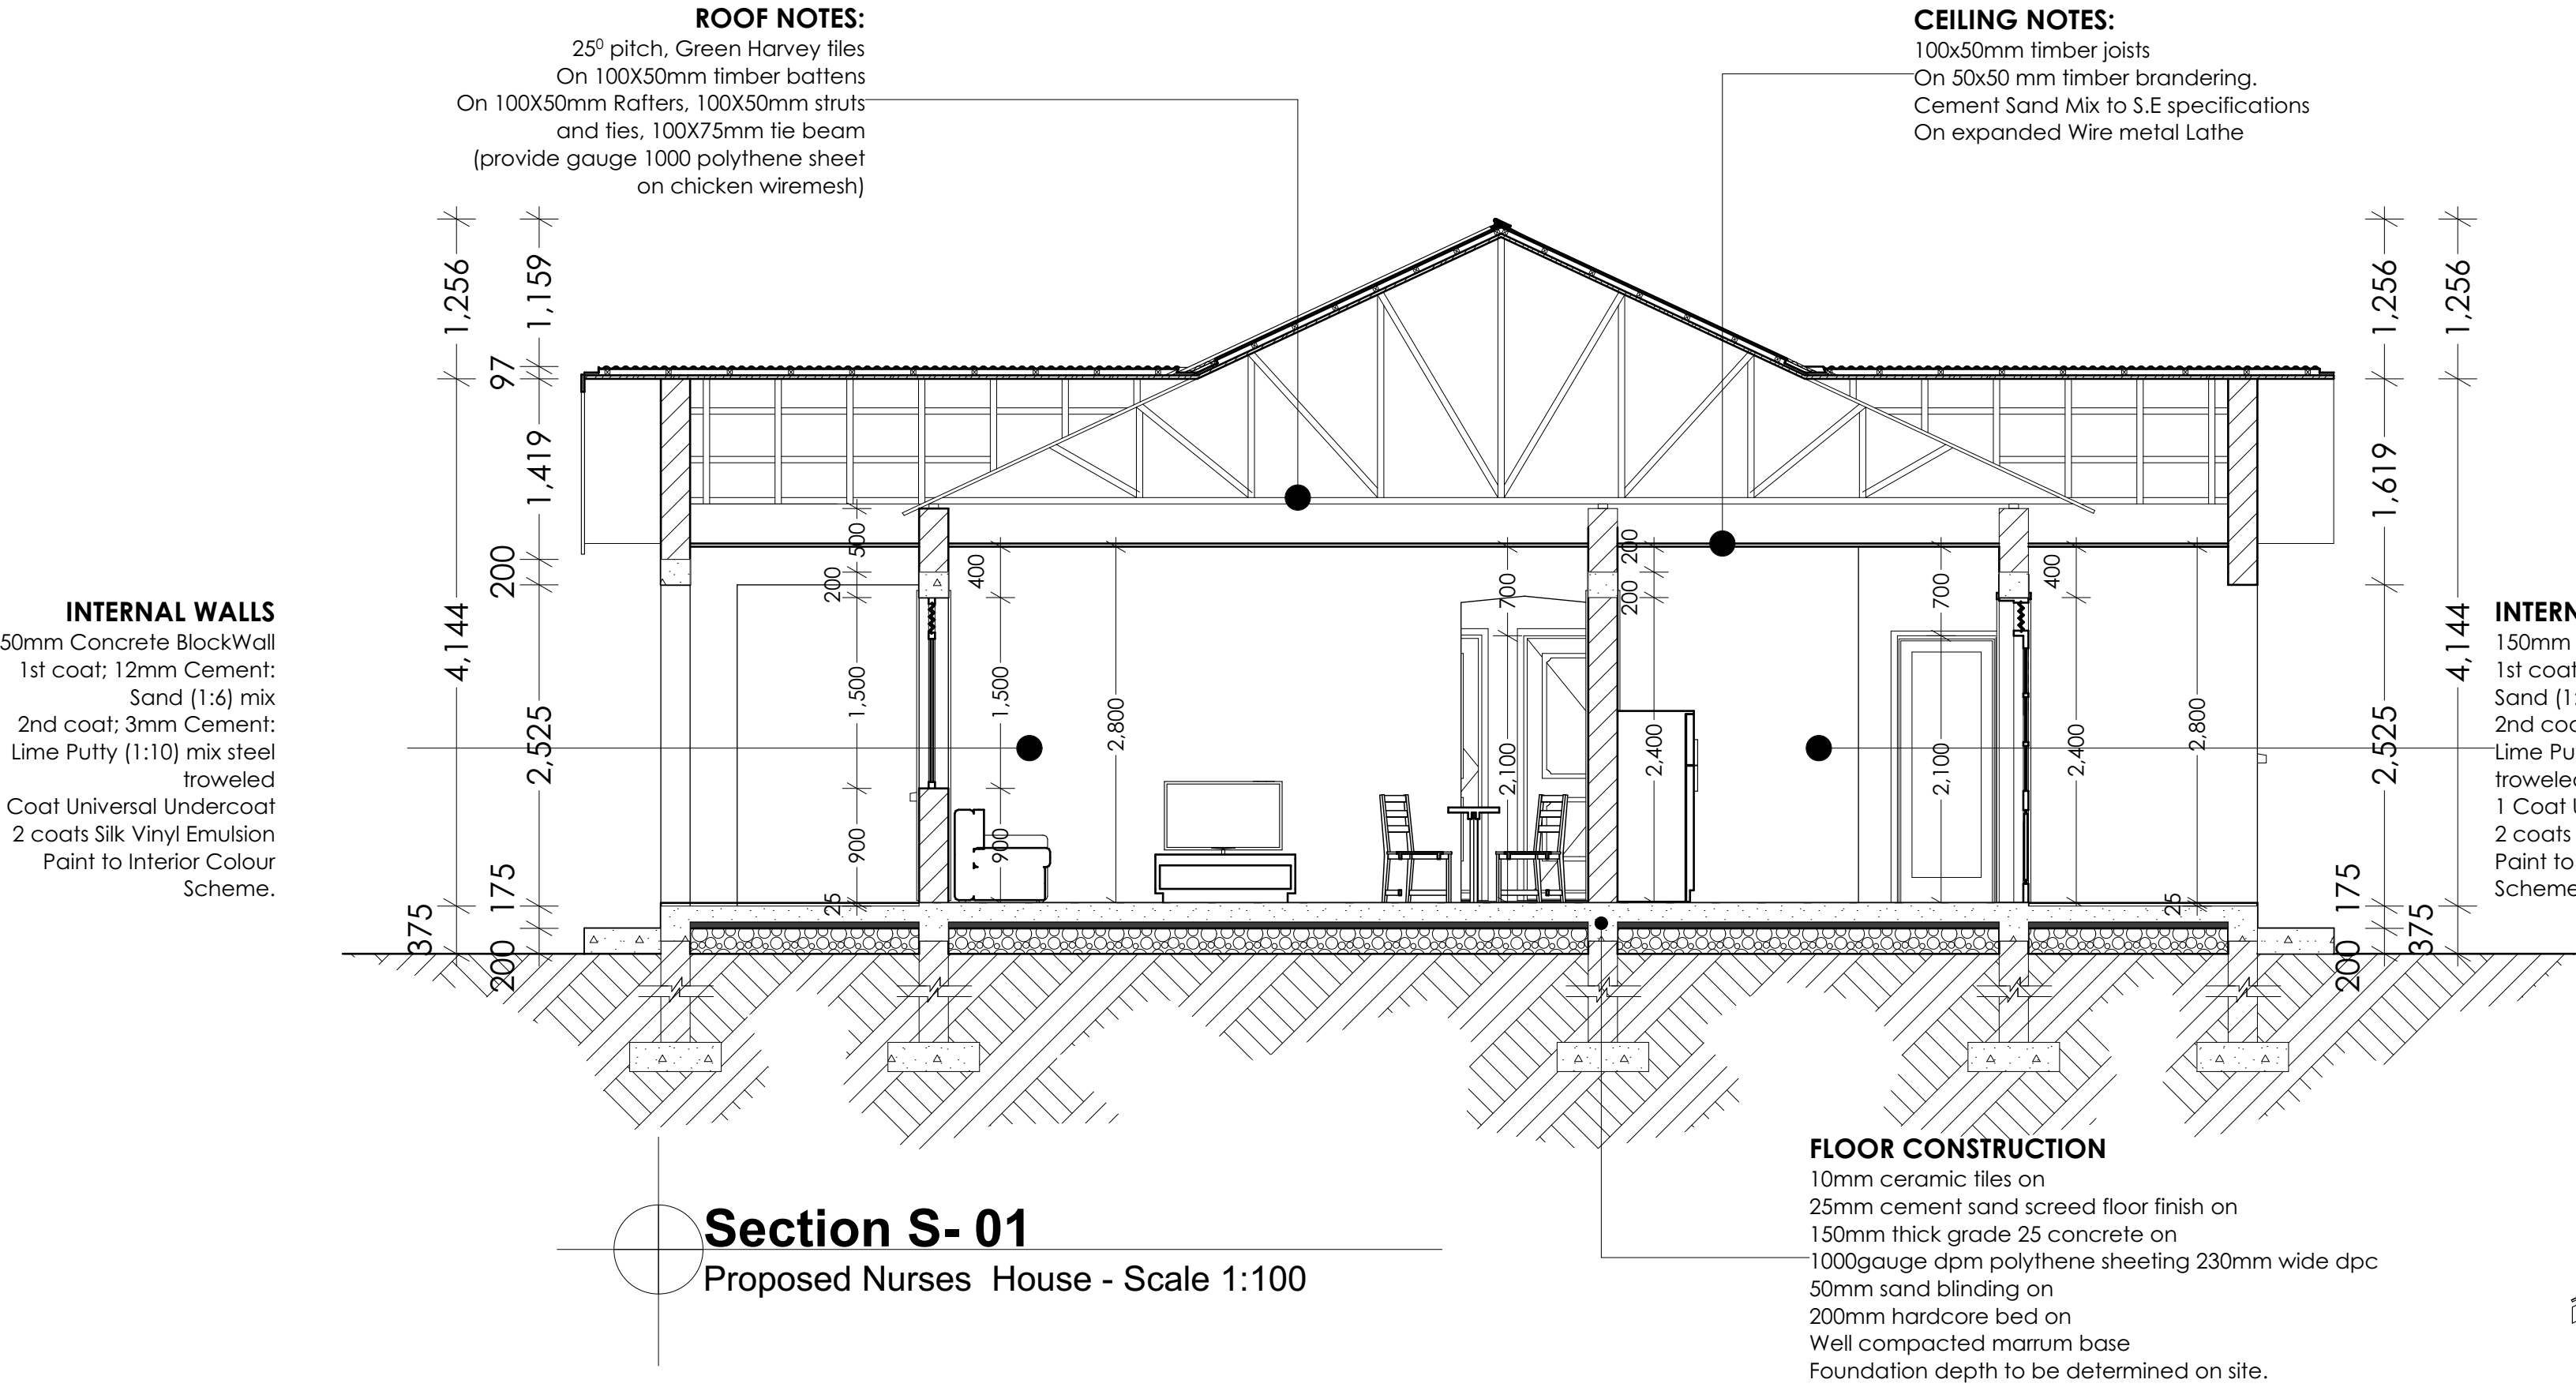 ROOF NOTES:
25⁰ pitch, Green Harvey tiles
On 100X50mm timber battens
On 100X50mm Rafters, 100X50mm struts
and ties, 100X75mm tie beam
(provide gauge 1000 polythene sheet
on chicken wiremesh)
CEILING NOTES:
100x50mm timber joists
On 50x50 mm timber brandering.
Cement Sand Mix to S.E specifications
On expanded Wire metal Lathe
1,256
4,144
375
1,159
97
1,419
200
2,525
175
200
INTERNAL WALLS
50mm Concrete BlockWall
1st coat; 12mm Cement:
Sand (1:6) mix
2nd coat; 3mm Cement:
Lime Putty (1:10) mix steel
troweled
Coat Universal Undercoat
2 coats Silk Vinyl Emulsion
Paint to Interior Colour
Scheme.
500
200
1,500
900
25
400
1,500
900
2,800
700
2,100
200
200
2,400
700
2,100
400
2,400
2,800
25
1,256
1,619
2,525
175
200
1,256
4,144
375
INTERN
150mm
1st coat
Sand (1:
2nd coa
Lime Pu
troweled
1 Coat U
2 coats
Paint to
Scheme
Section S- 01
Proposed Nurses House - Scale 1:100
FLOOR CONSTRUCTION
10mm ceramic tiles on
25mm cement sand screed floor finish on
150mm thick grade 25 concrete on
1000gauge dpm polythene sheeting 230mm wide dpc
50mm sand blinding on
200mm hardcore bed on
Well compacted marrum base
Foundation depth to be determined on site.